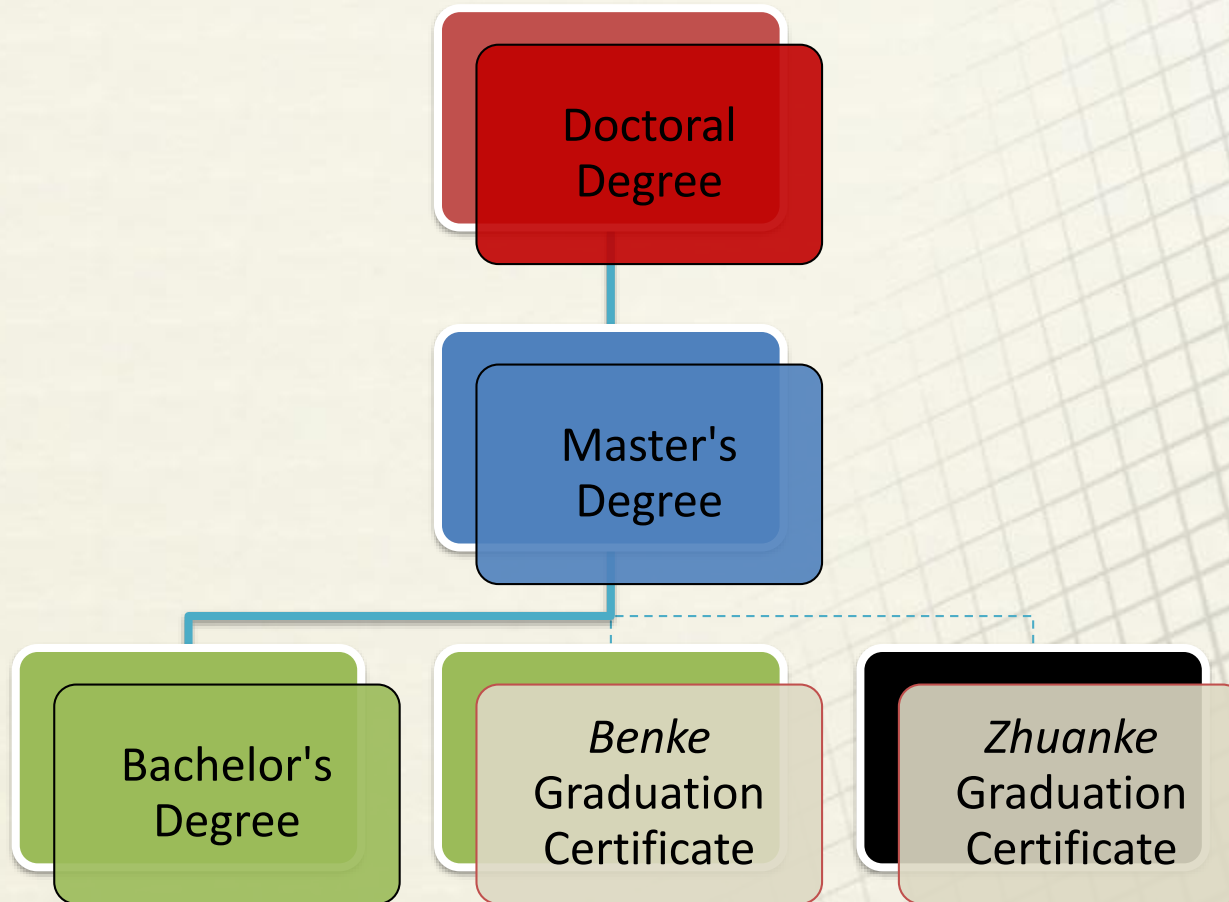 Doctoral
Degree
Master's
Degree
Bachelor's
Degree
Benke
Graduation
Certificate
Zhuanke
Graduation
Certificate